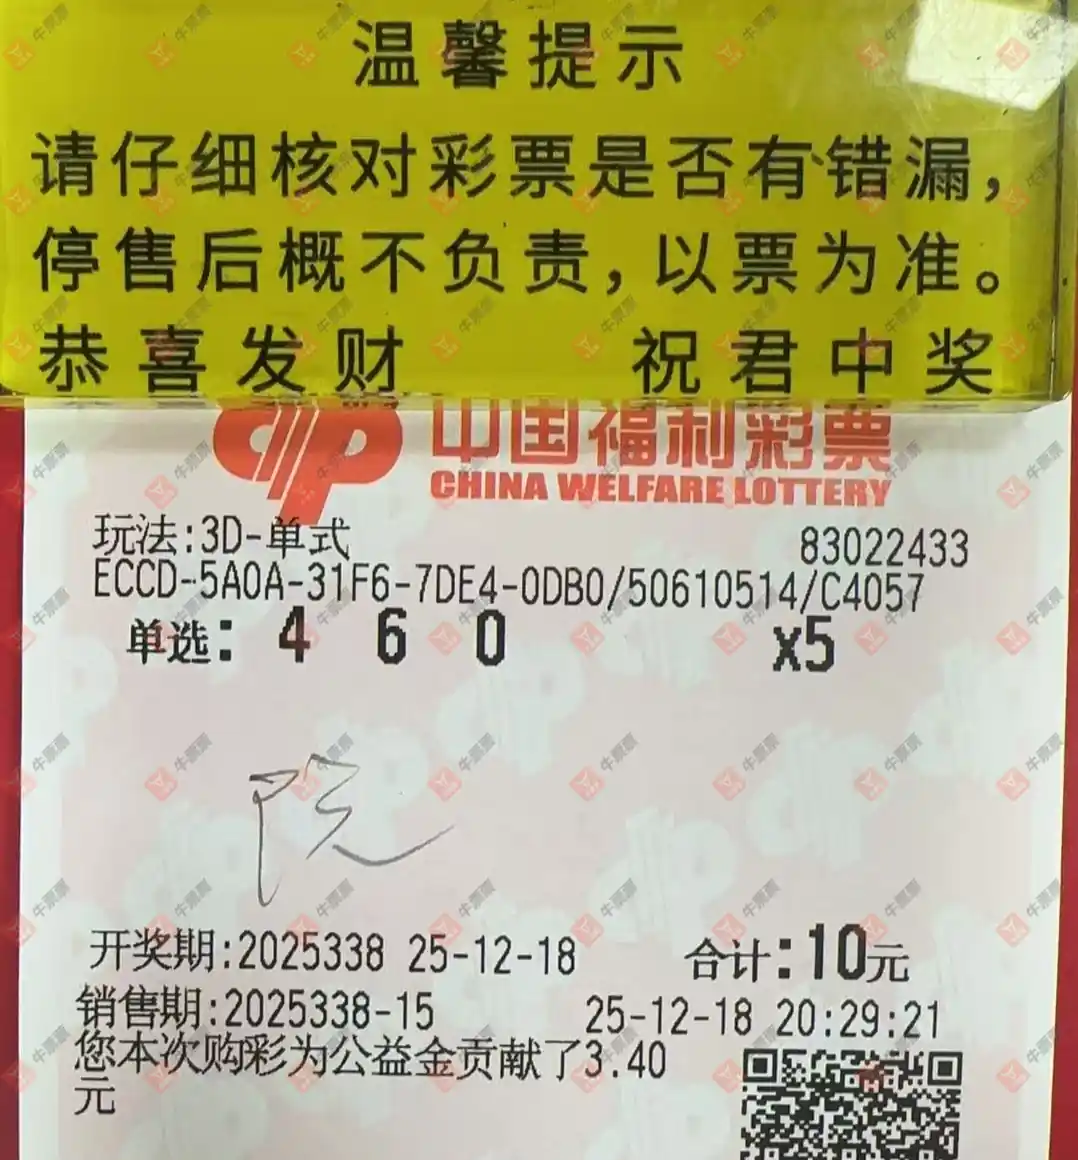 温馨提示
请仔细核对彩票是否有错漏，
停售后概不负责，以票为准。
恭喜发财 祝君中奖
中国福利彩票
CHINA WELFARE LOTTERY
玩法:3D-单式 83022433
ECCD-5A0A-31F6-7DE4-0DB0/50610514/C4057
单选: 4 6 0 x5
开奖期:2025338 25-12-18 合计:10元
销售期:2025338-15 25-12-18 20:29:21
您本次购彩为公益金贡献了3.40
元
牛票票